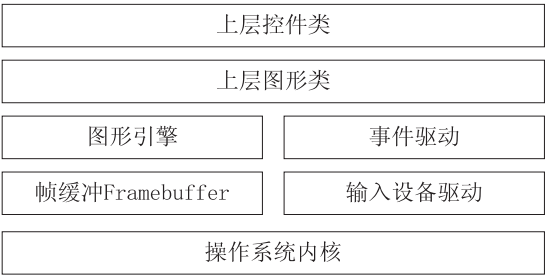 上层控件类
上层图形类
图形引擎
事件驱动
帧缓冲Framebuffer
输入设备驱动
操作系统内核